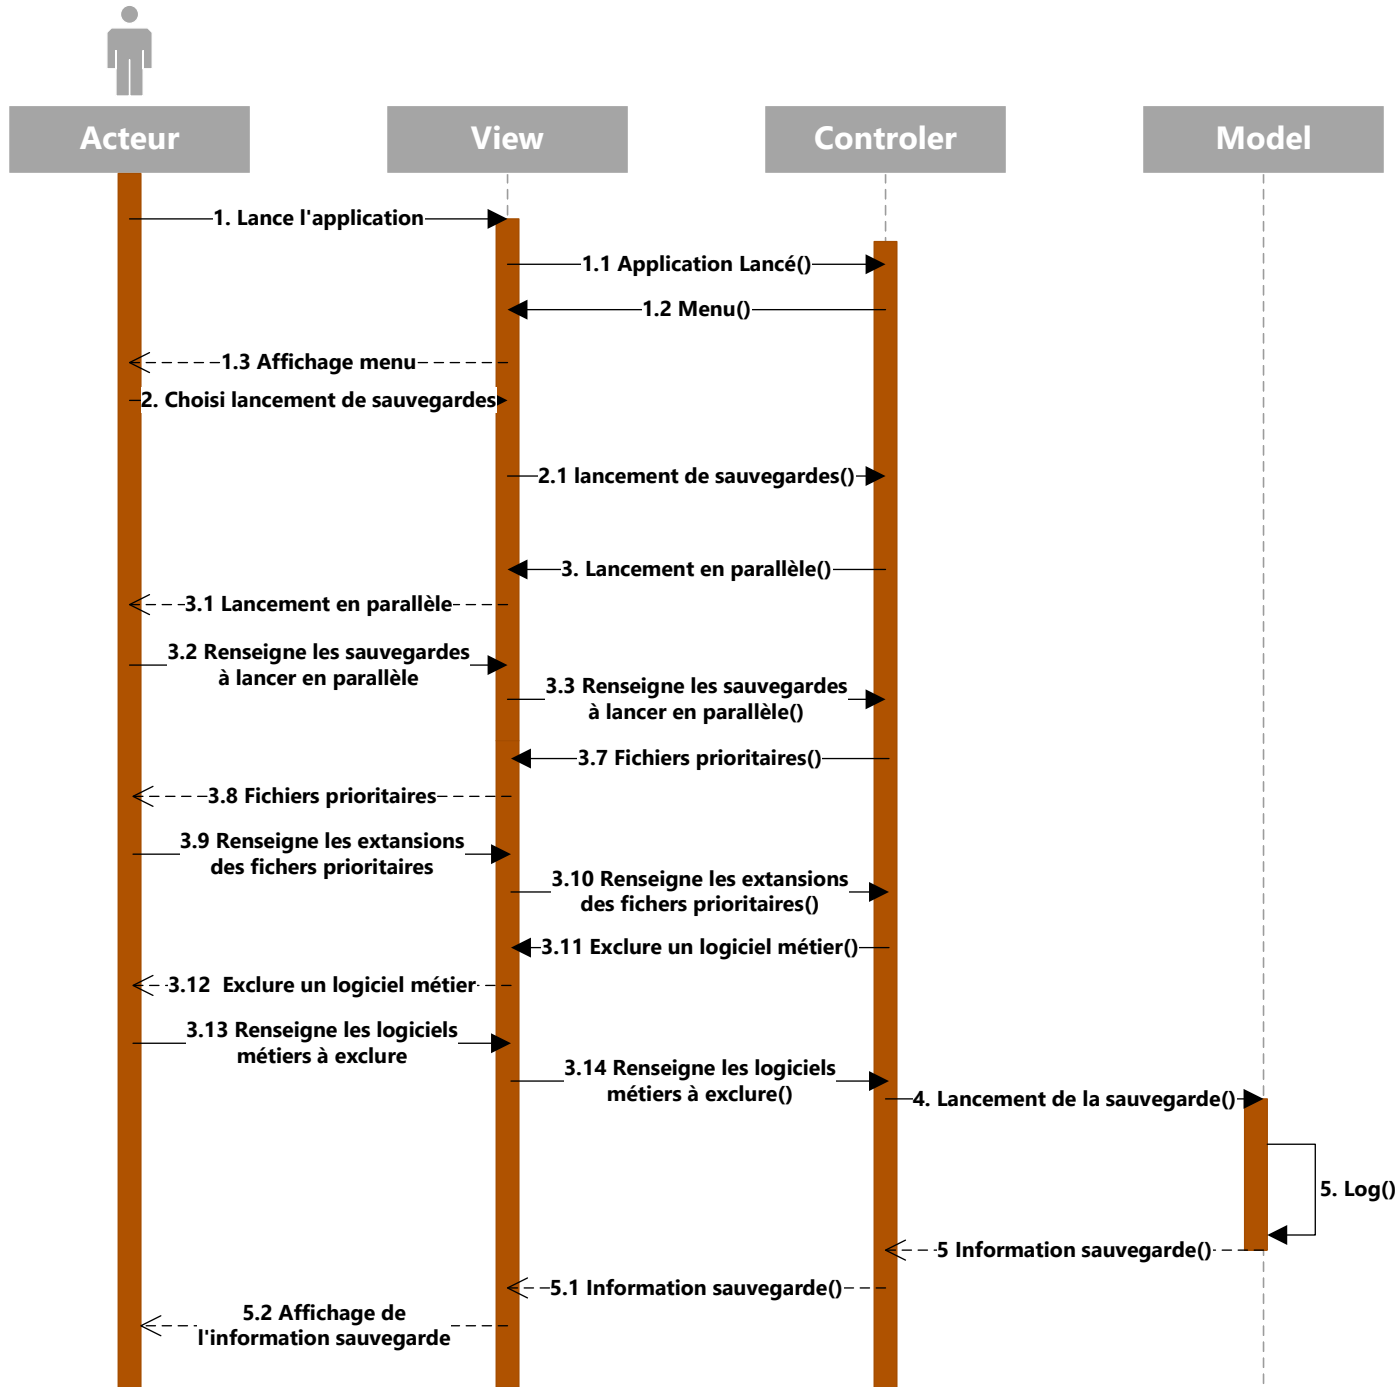 Acteur
View
Controler
Model
1. Lance l'application
1.1 Application Lancé()
1.2 Menu()
1.3 Affichage menu
2. Choisi lancement de sauvegardes
2.1 lancement de sauvegardes()
3. Lancement en parallèle()
3.1 Lancement en parallèle
3.2 Renseigne les sauvegardes
à lancer en parallèle
3.3 Renseigne les sauvegardes
à lancer en parallèle()
3.7 Fichiers prioritaires()
3.8 Fichiers prioritaires
3.9 Renseigne les extansions
des fichers prioritaires
3.10 Renseigne les extansions
des fichers prioritaires()
3.11 Exclure un logiciel métier()
3.12  Exclure un logiciel métier
3.13 Renseigne les logiciels
métiers à exclure
3.14 Renseigne les logiciels
métiers à exclure()
4. Lancement de la sauvegarde()
5. Log()
5 Information sauvegarde()
5.1 Information sauvegarde()
5.2 Affichage de
l'information sauvegarde